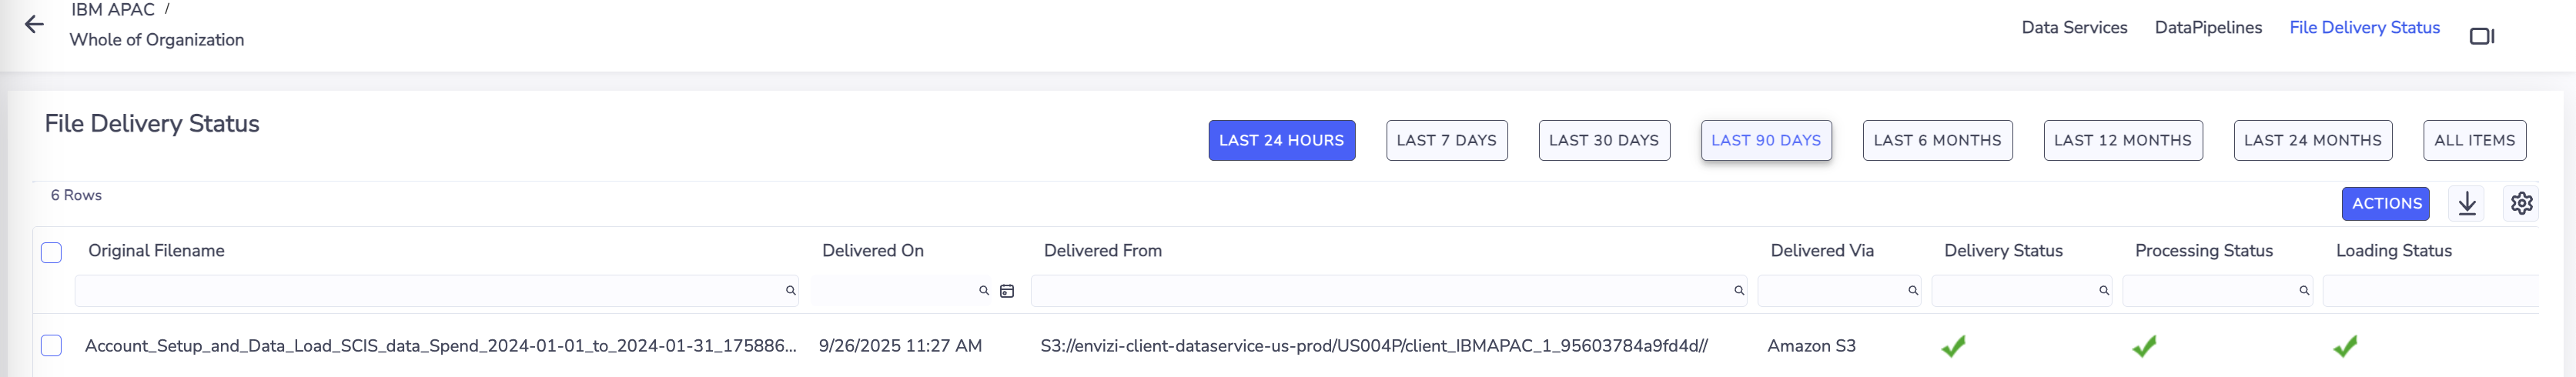 IBM APAC /
Whole of Organization
Data Services DataPipelines File Delivery Status
File Delivery Status
LAST 24 HOURS LAST 7 DAYS LAST 30 DAYS LAST 90 DAYS LAST 6 MONTHS LAST 12 MONTHS LAST 24 MONTHS ALL ITEMS
6 Rows
ACTIONS
Original Filename Delivered On Delivered From Delivered Via Delivery Status Processing Status Loading Status
Account_Setup_and_Data_Load_SCIS_data_Spend_2024-01-01_to_2024-01-31_175886... 9/26/2025 11:27 AM S3://envizi-client-dataservice-us-prod/US004P/client_IBMAPAC_1_95603784a9fd4d// Amazon S3